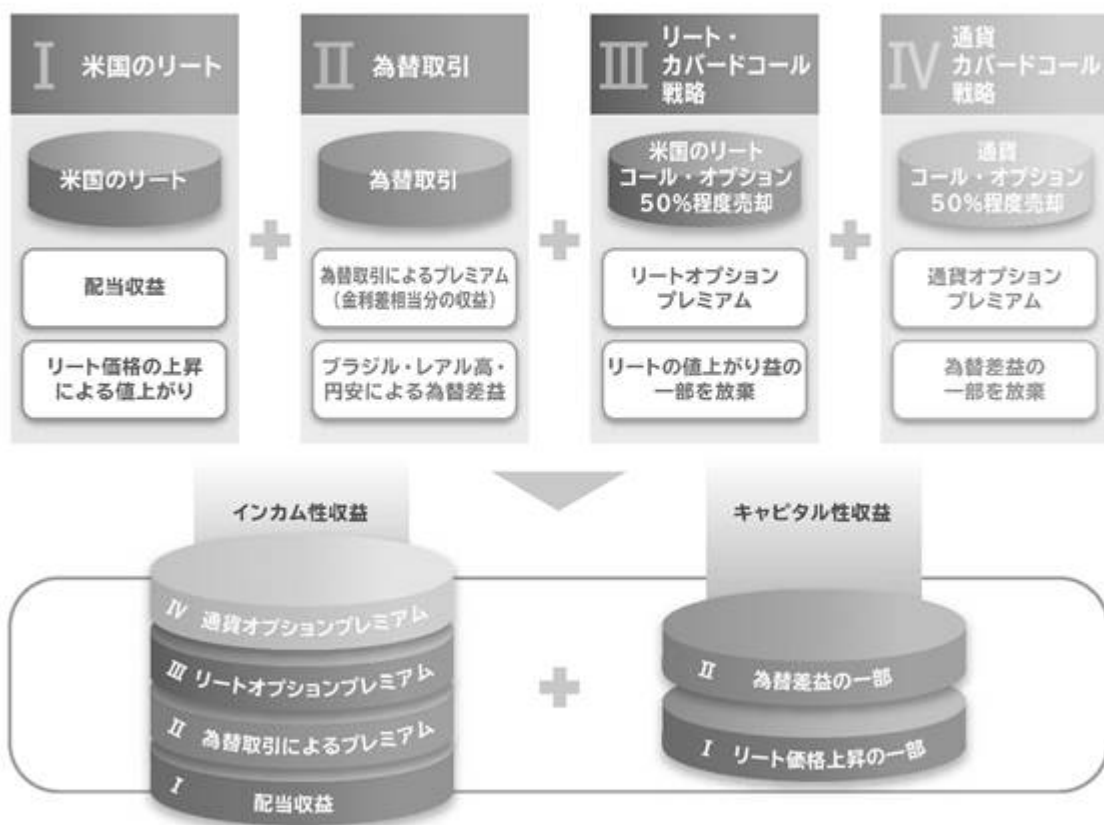 I 米国のリート
II 為替取引
III リート・
カバードコール
戦略
IV 通貨
カバードコール
戦略
米国のリート
為替取引
米国のリート
コール・オプション
50%程度売却
通貨
コール・オプション
50%程度売却
配当収益
為替取引によるプレミアム
(金利差相当分の収益)
リートオプション
プレミアム
通貨オプション
プレミアム
リート価格の上昇
による値上がり
ブラジル・レアル高・
円安による為替差益
リートの値上がり益の
一部を放棄
為替差益の
一部を放棄
インカム性収益
IV 通貨オプションプレミアム
III リートオプションプレミアム
II 為替取引によるプレミアム
I 配当収益
キャピタル性収益
II 為替差益の一部
I リート価格上昇の一部